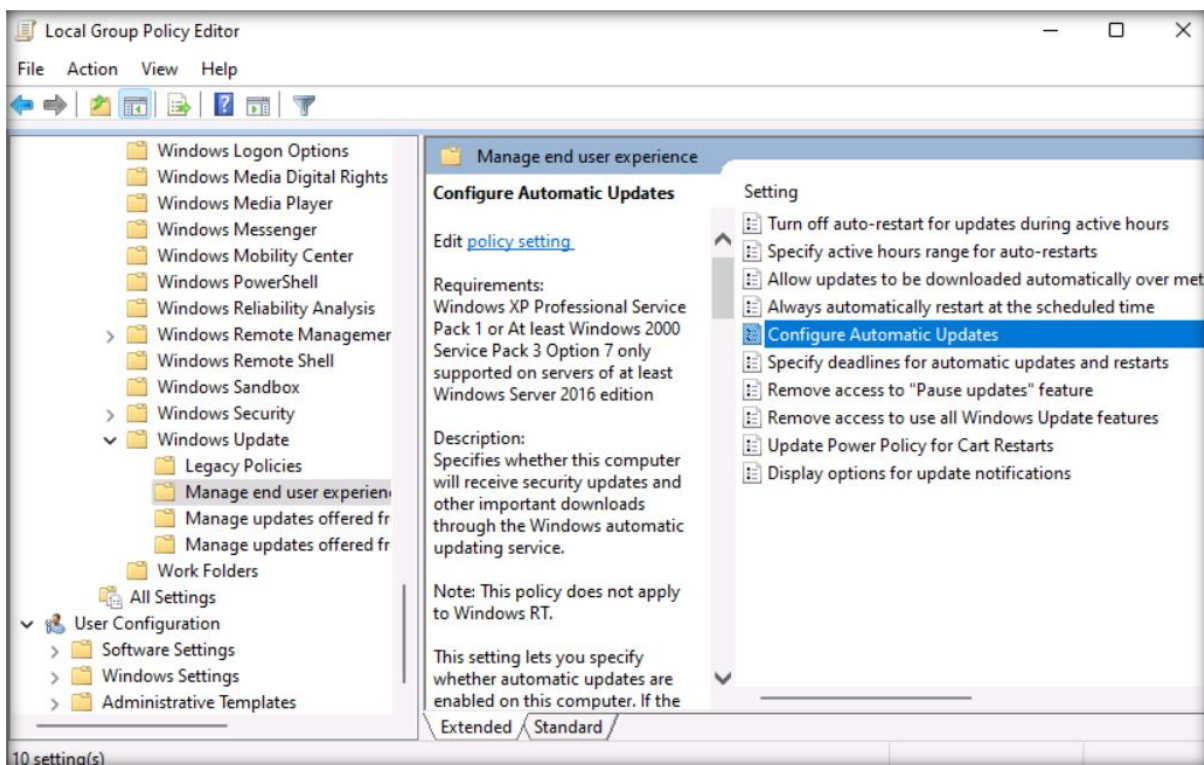 Local Group Policy Editor
File Action View Help
Windows Logon Options
Windows Media Digital Rights
Windows Media Player
Windows Messenger
Windows Mobility Center
Windows PowerShell
Windows Reliability Analysis
Windows Remote Managemer
Windows Remote Shell
Windows Sandbox
Windows Security
Windows Update
Legacy Policies
Manage end user experien
Manage updates offered fr
Manage updates offered fr
Work Folders
All Settings
User Configuration
Software Settings
Windows Settings
Administrative Templates
Manage end user experience
Configure Automatic Updates
Edit policy setting
Requirements:
Windows XP Professional Service
Pack 1 or At least Windows 2000
Service Pack 3 Option 7 only
supported on servers of at least
Windows Server 2016 edition
Description:
Specifies whether this computer
will receive security updates and
other important downloads
through the Windows automatic
updating service.
Note: This policy does not apply
to Windows RT.
This setting lets you specify
whether automatic updates are
enabled on this computer. If the
Setting
Turn off auto-restart for updates during active hours
Specify active hours range for auto-restarts
Allow updates to be downloaded automatically over met
Always automatically restart at the scheduled time
Configure Automatic Updates
Specify deadlines for automatic updates and restarts
Remove access to "Pause updates" feature
Remove access to use all Windows Update features
Update Power Policy for Cart Restarts
Display options for update notifications
Extended Standard
10 setting(s)